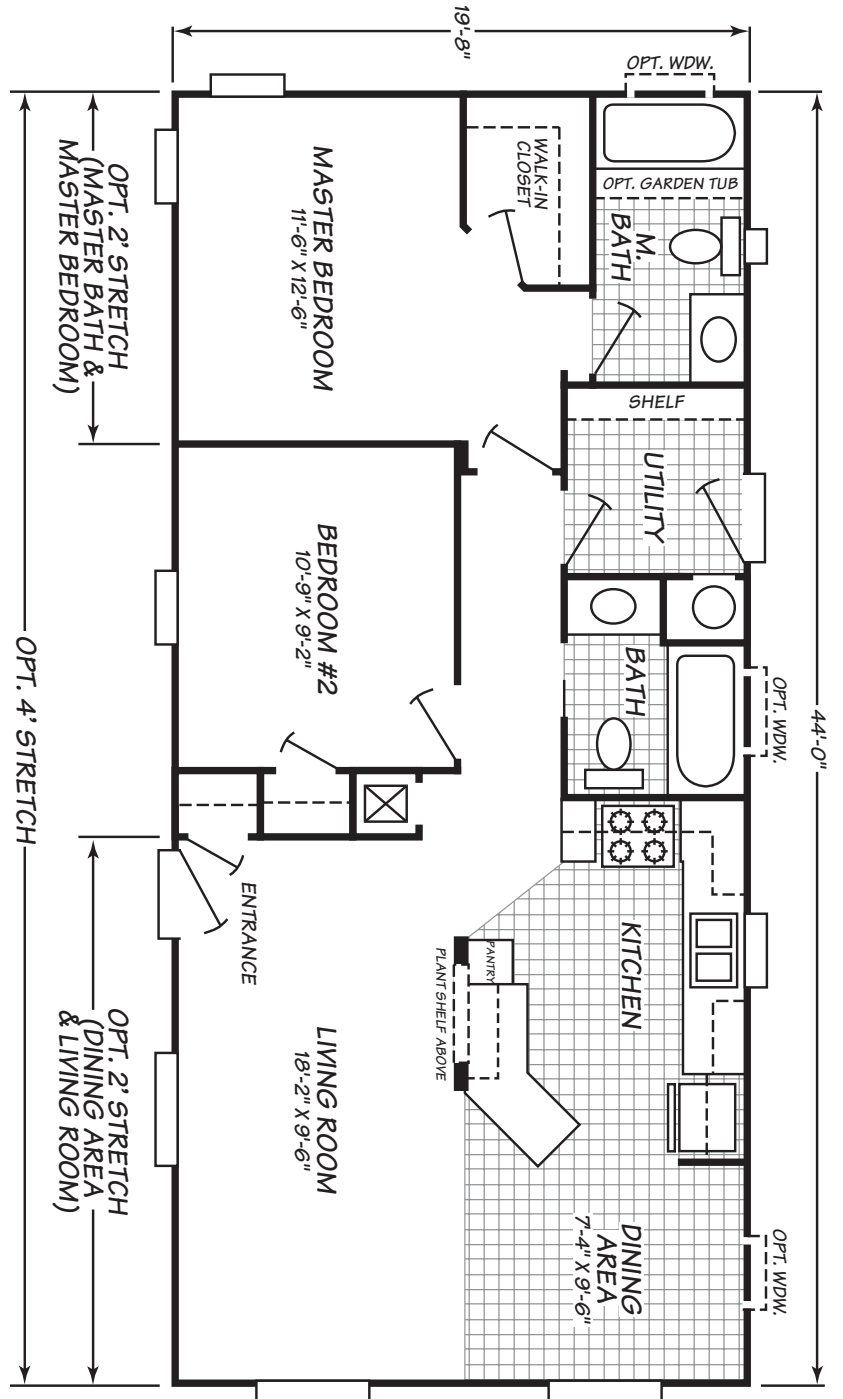 19'-8"
OPT. WDW.
OPT. 2' STRETCH
(MASTER BATH &
MASTER BEDROOM)
MASTER BEDROOM
11'-6" X 12'-6"
WALK-IN
CLOSET
OPT. GARDEN TUB
M.
BATH
SHELF
UTILITY
BEDROOM #2
10'-9" X 9'-2"
BATH
OPT. WDW.
44'-0"
OPT. 4' STRETCH
ENTRANCE
KITCHEN
PANTRY
PLANT SHELF ABOVE
LIVING ROOM
18'-2" X 9'-6"
OPT. 2' STRETCH
(DINING AREA
& LIVING ROOM)
DINING
AREA
7'-4" X 9'-6"
OPT. WDW.